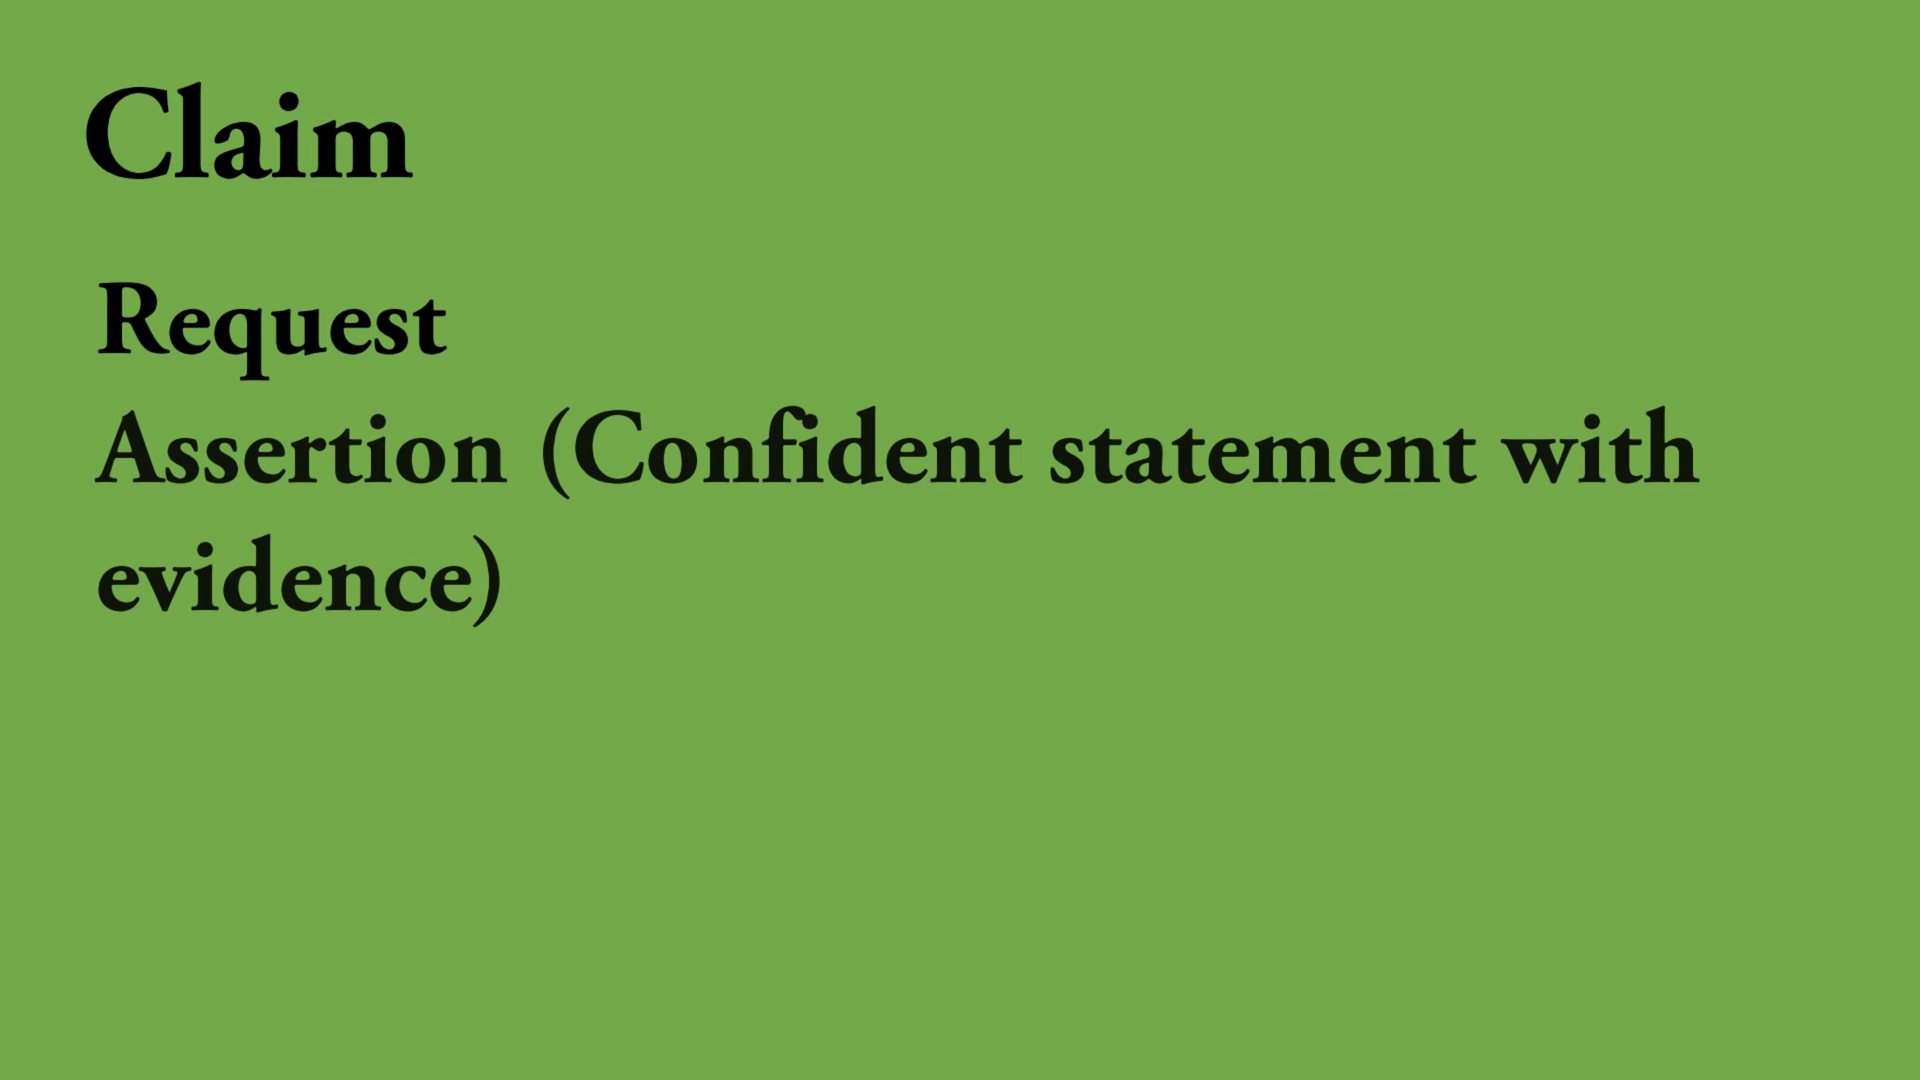 Claim
Request
Assertion (Confident statement with
evidence)